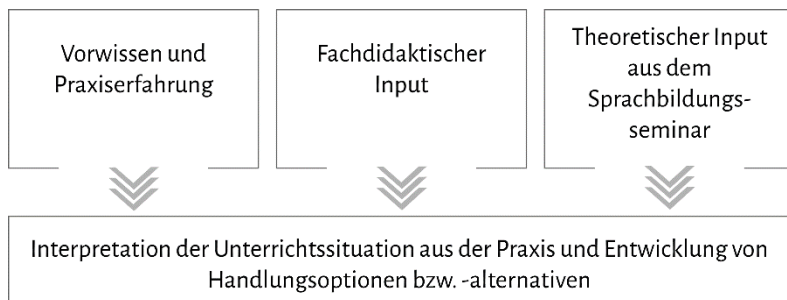 Vorwissen und
Praxiserfahrung
Fachdidaktischer
Input
Theoretischer Input
aus dem
Sprachbildungs-
seminar
Interpretation der Unterrichtssituation aus der Praxis und Entwicklung von
Handlungsoptionen bzw. -alternativen